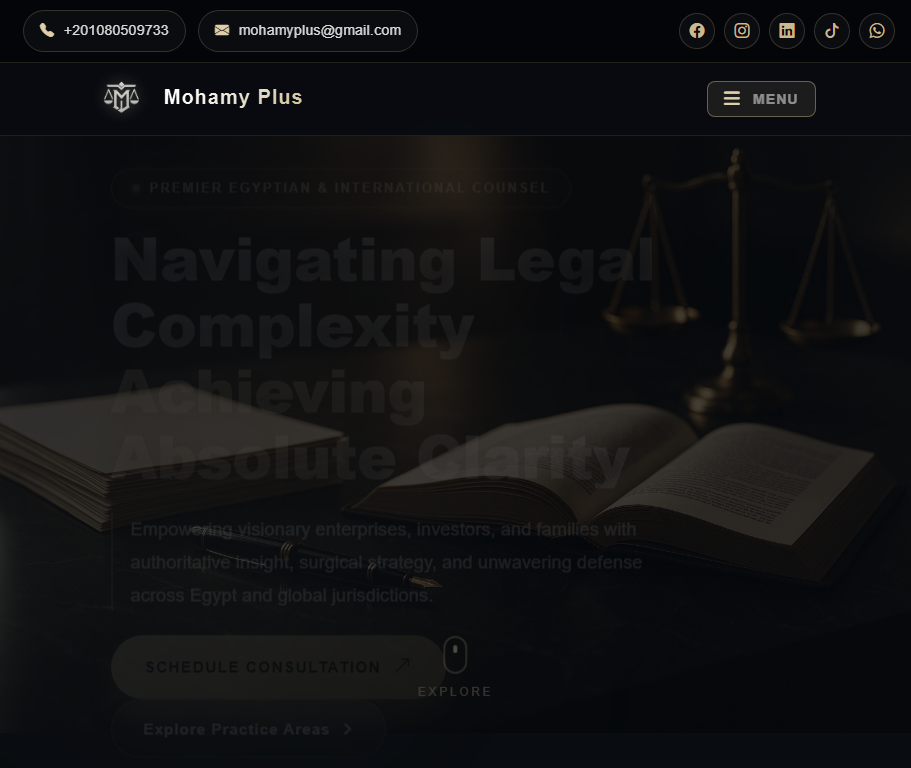 +201080509733
mohamyplus@gmail.com
Mohamy Plus
MENU
PREMIER EGYPTIAN & INTERNATIONAL COUNSEL
Navigating Legal
Complexity
Achieving
Absolute Clarity
Empowering visionary enterprises, investors, and families with
authoritative insight, surgical strategy, and unwavering defense
across Egypt and global jurisdictions.
SCHEDULE CONSULTATION
EXPLORE
Explore Practice Areas